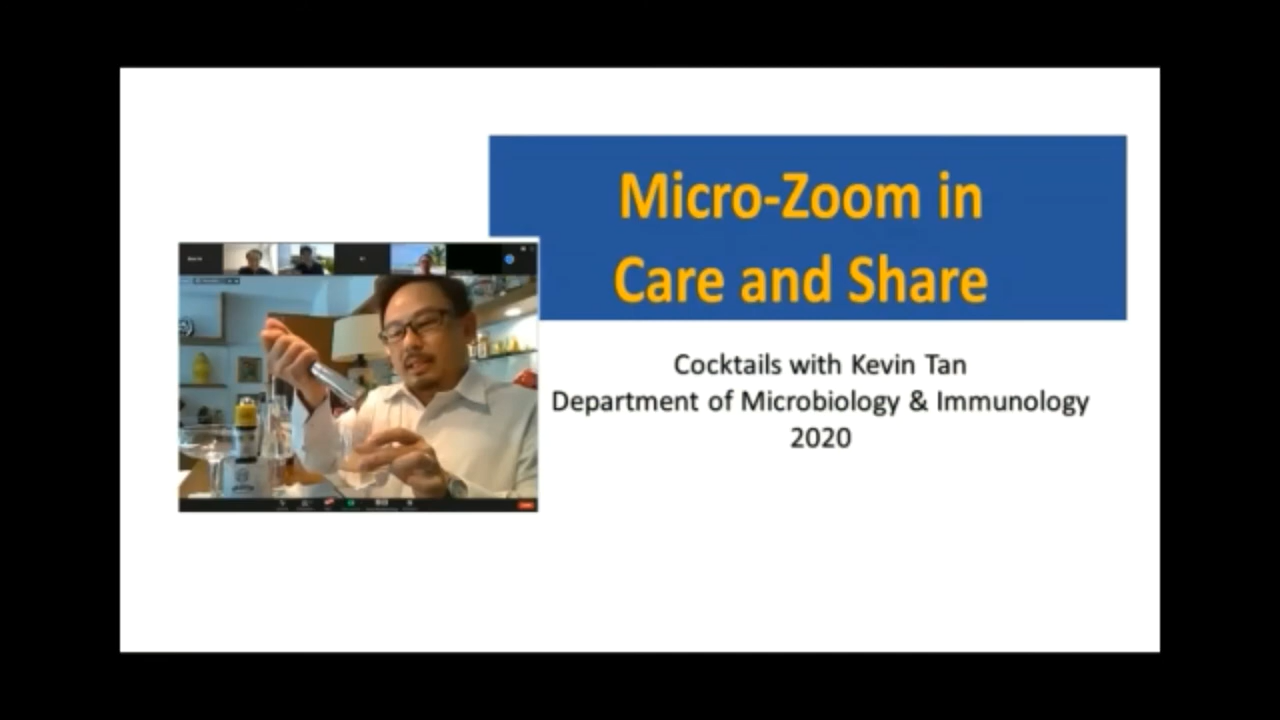 Micro-Zoom in
Care and Share
Cocktails with Kevin Tan
Department of Microbiology & Immunology
2020